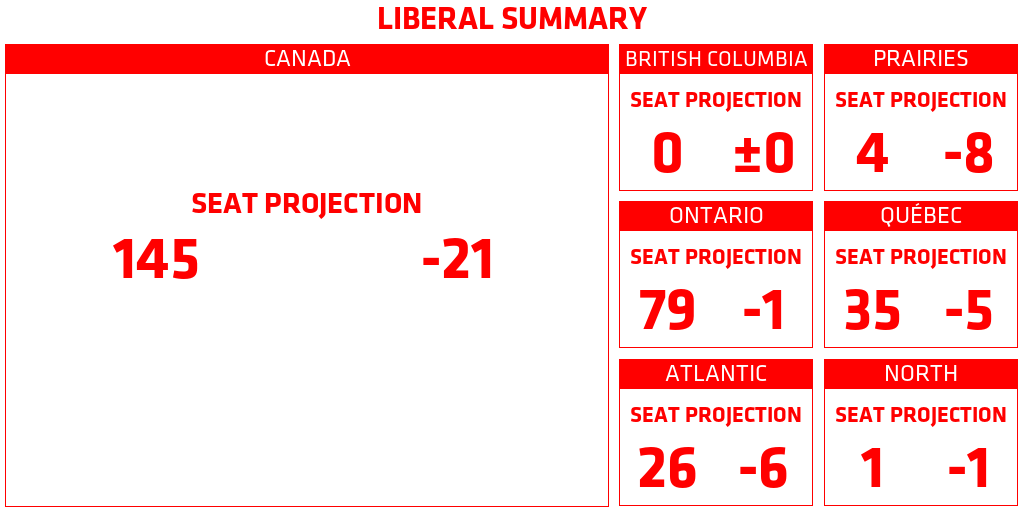 LIBERAL SUMMARY
CANADA
SEAT PROJECTION
145 -21
BRITISH COLUMBIA
SEAT PROJECTION
0 ±0
PRAIRIES
SEAT PROJECTION
4 -8
ONTARIO
SEAT PROJECTION
79 -1
QUÉBEC
SEAT PROJECTION
35 -5
ATLANTIC
SEAT PROJECTION
26 -6
NORTH
SEAT PROJECTION
1 -1